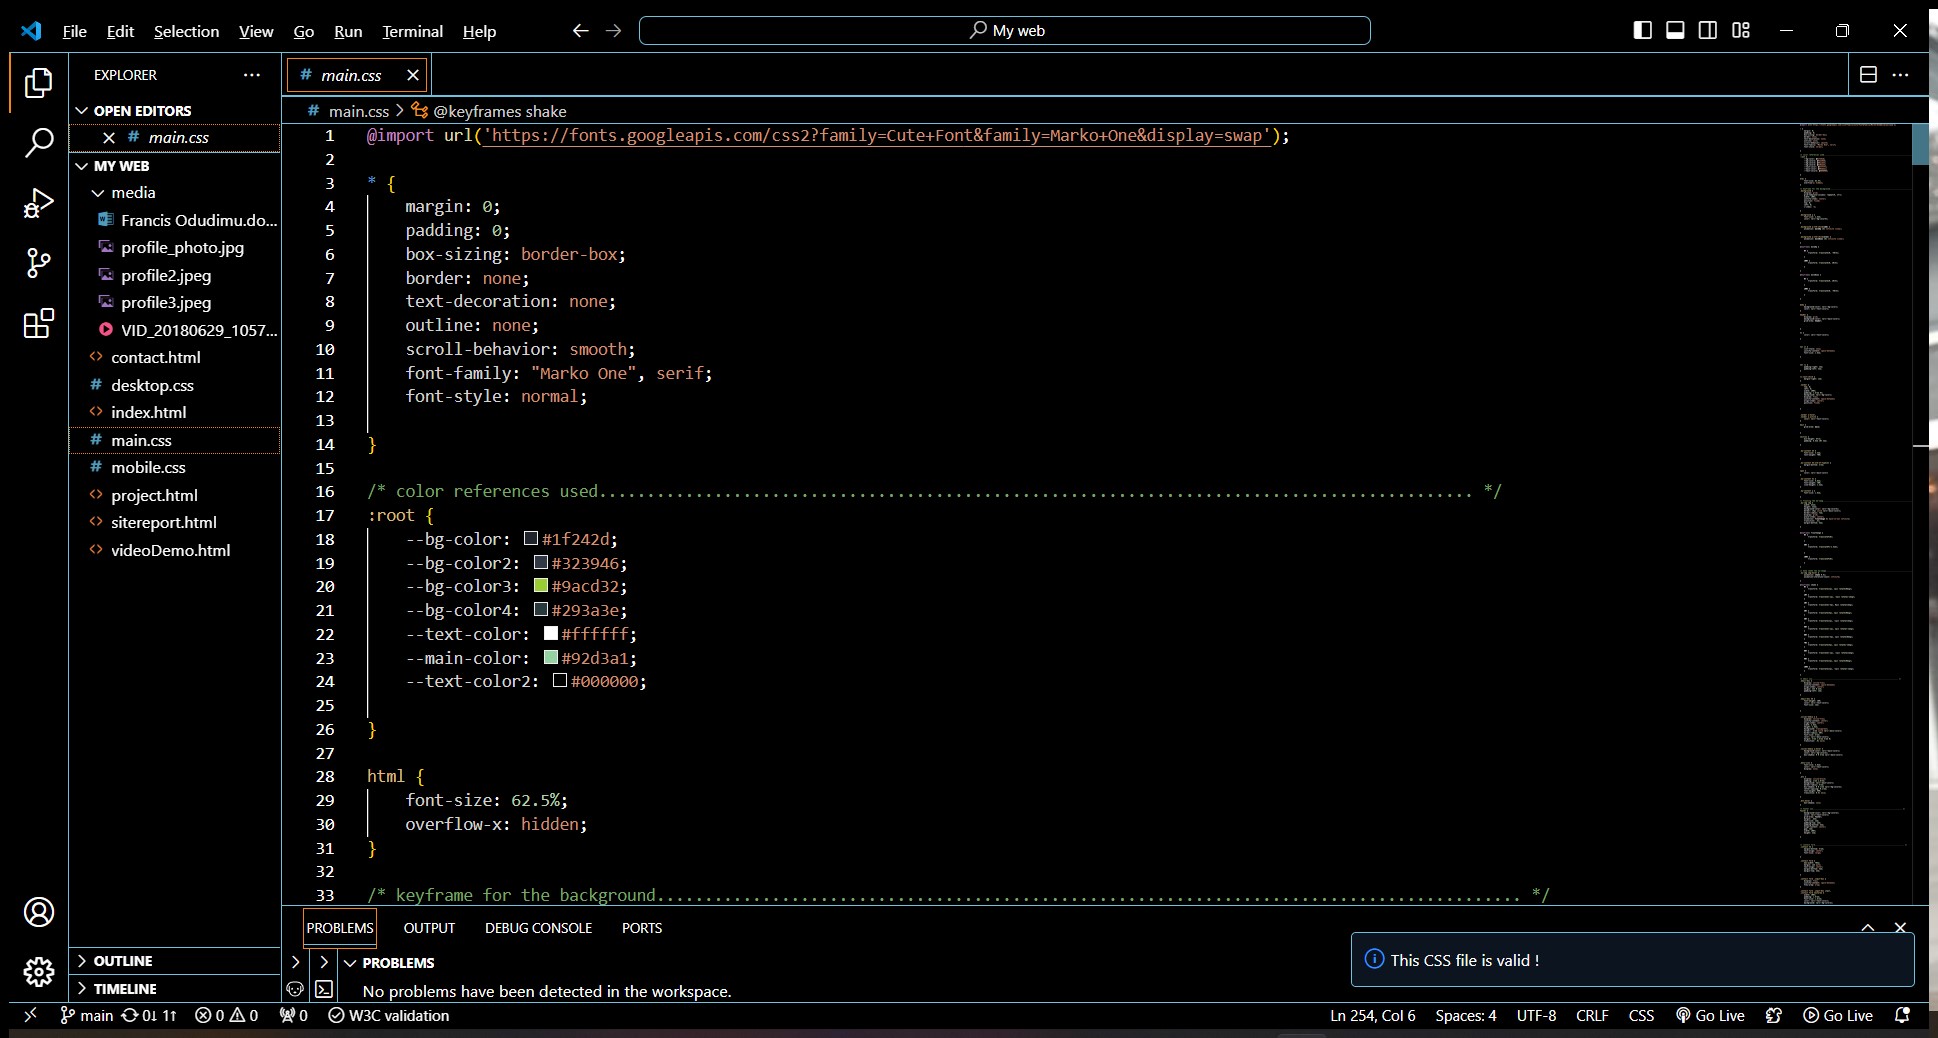 File Edit Selection View Go Run Terminal Help
My web
EXPLORER
OPEN EDITORS
# main.css
MY WEB
media
Francis Odudimu.do...
profile_photo.jpg
profile2.jpeg
profile3.jpeg
VID_20180629_1057...
<> contact.html
# desktop.css
<> index.html
# main.css
# mobile.css
<> project.html
<> sitereport.html
<> videoDemo.html
OUTLINE
TIMELINE
# main.css
# main.css > @keyframes shake
1 @import url('https://fonts.googleapis.com/css2?family=Cute+Font&family=Marko+One&display=swap');
2
3 * {
4 margin: 0;
5 padding: 0;
6 box-sizing: border-box;
7 border: none;
8 text-decoration: none;
9 outline: none;
10 scroll-behavior: smooth;
11 font-family: "Marko One", serif;
12 font-style: normal;
13
14 }
15
16 /* color references used........................................................................................... */
17 :root {
18 --bg-color: #1f242d;
19 --bg-color2: #323946;
20 --bg-color3: #9acd32;
21 --bg-color4: #293a3e;
22 --text-color: #ffffff;
23 --main-color: #92d3a1;
24 --text-color2: #000000;
25
26 }
27
28 html {
29 font-size: 62.5%;
30 overflow-x: hidden;
31 }
32
33 /* keyframe for the background.......................................................................................... */
PROBLEMS OUTPUT DEBUG CONSOLE PORTS
PROBLEMS
No problems have been detected in the workspace.
This CSS file is valid !
main 0↓ 1↑ 0 0 0 W3C validation Ln 254, Col 6 Spaces: 4 UTF-8 CRLF CSS Go Live Go Live